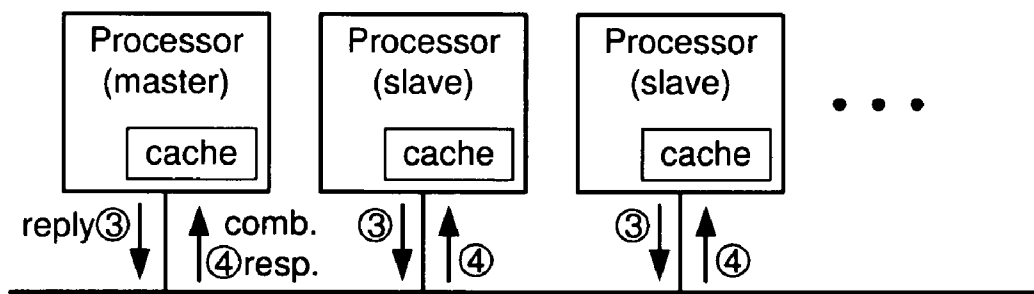 Processor
(master)
cache
Processor
(slave)
cache
Processor
(slave)
cache
• • •
reply③
comb.
④resp.
③
④
③
④